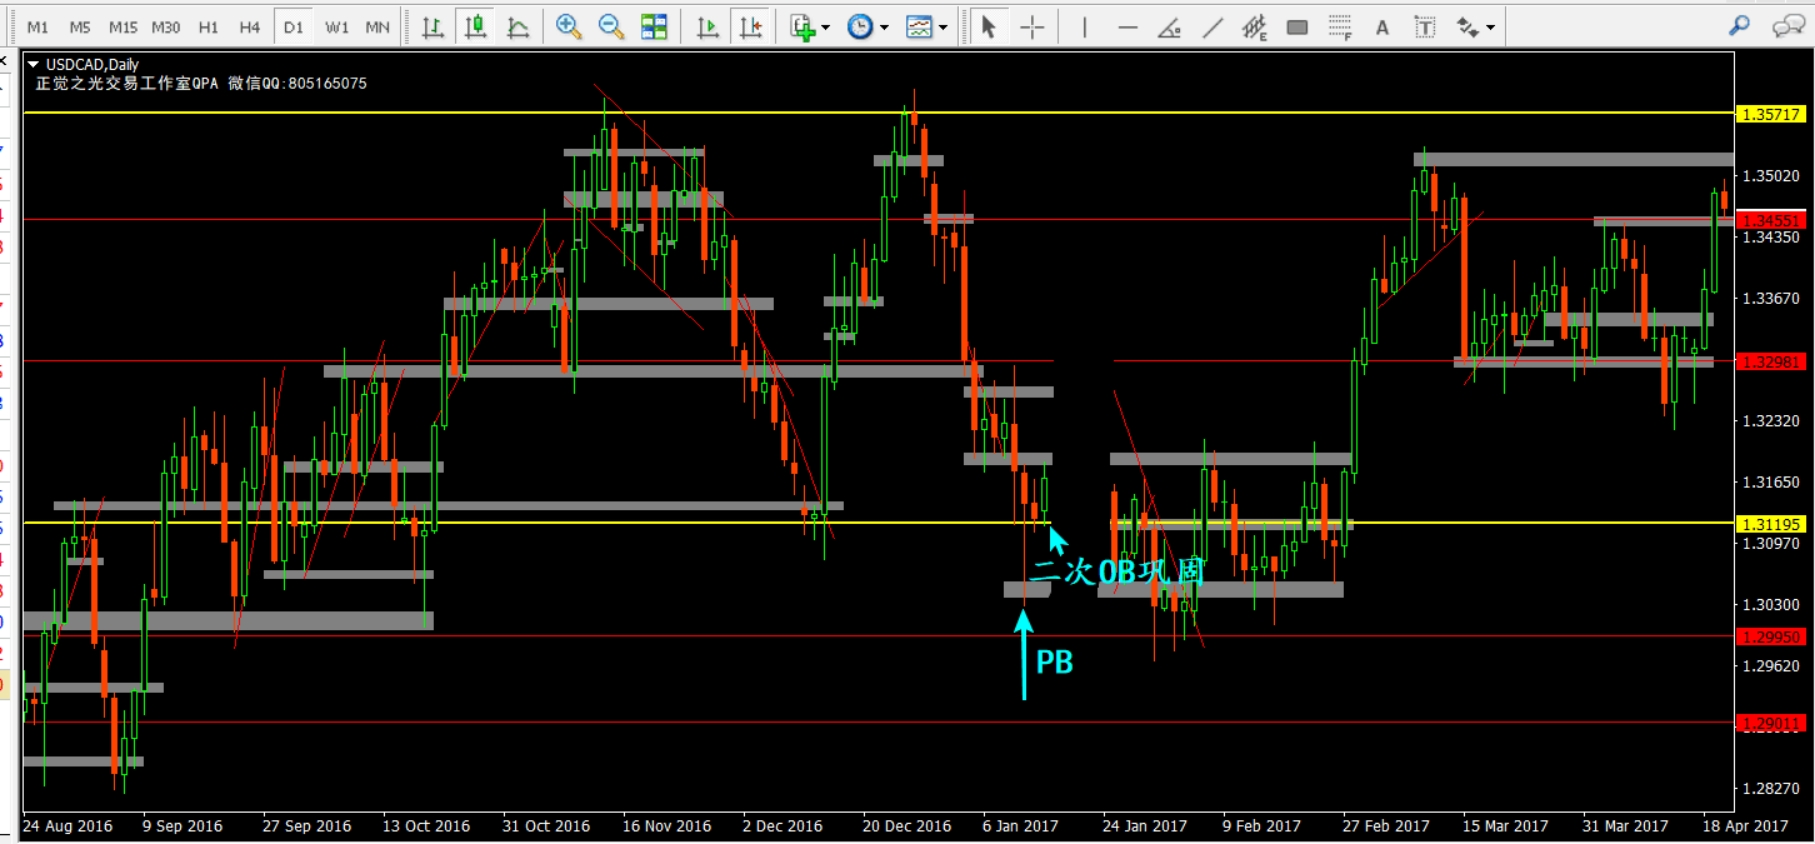 M1 M5 M15 M30 H1 H4 D1 W1 MN E F A T
USDCAD,Daily
正觉之光交易工作室QPA 微信QQ:805165075
1.35717
1.35020
1.34551
1.34350
1.33670
1.32981
1.32320
1.31650
1.31195
1.30970
二次OB巩固
1.30300
1.29950
PB
1.29620
1.29011
1.28270
24 Aug 2016 9 Sep 2016 27 Sep 2016 13 Oct 2016 31 Oct 2016 16 Nov 2016 2 Dec 2016 20 Dec 2016 6 Jan 2017 24 Jan 2017 9 Feb 2017 27 Feb 2017 15 Mar 2017 31 Mar 2017 18 Apr 2017